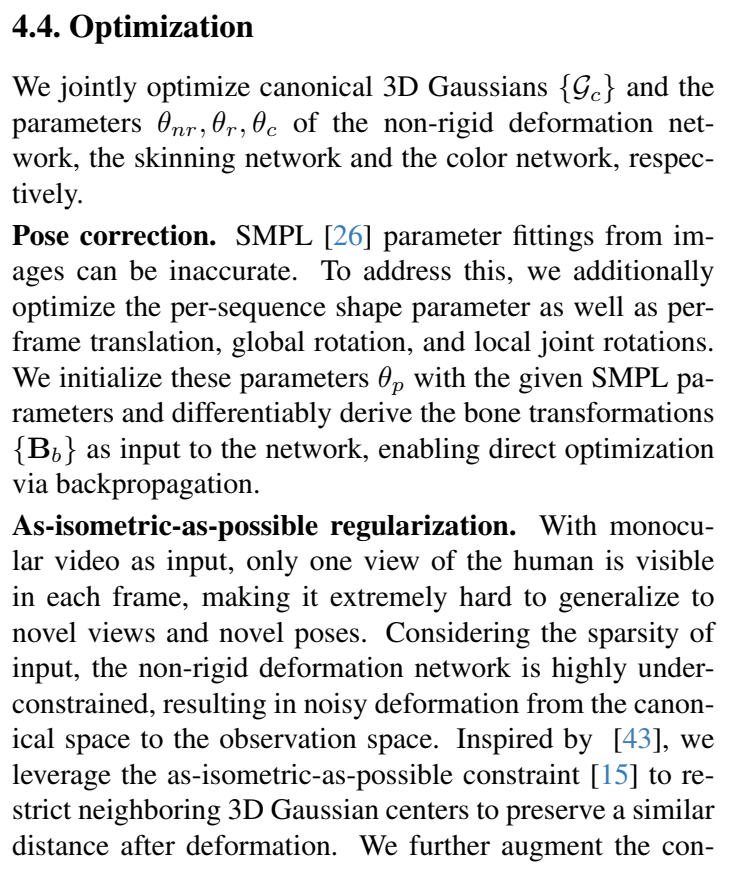 4.4. Optimization
We jointly optimize canonical 3D Gaussians {𝒢c} and the
parameters θnr, θr, θc of the non-rigid deformation net-
work, the skinning network and the color network, respec-
tively.
Pose correction. SMPL [26] parameter fittings from im-
ages can be inaccurate. To address this, we additionally
optimize the per-sequence shape parameter as well as per-
frame translation, global rotation, and local joint rotations.
We initialize these parameters θp with the given SMPL pa-
rameters and differentiably derive the bone transformations
{Bb} as input to the network, enabling direct optimization
via backpropagation.
As-isometric-as-possible regularization. With monocu-
lar video as input, only one view of the human is visible
in each frame, making it extremely hard to generalize to
novel views and novel poses. Considering the sparsity of
input, the non-rigid deformation network is highly under-
constrained, resulting in noisy deformation from the canon-
ical space to the observation space. Inspired by [43], we
leverage the as-isometric-as-possible constraint [15] to re-
strict neighboring 3D Gaussian centers to preserve a similar
distance after deformation. We further augment the con-